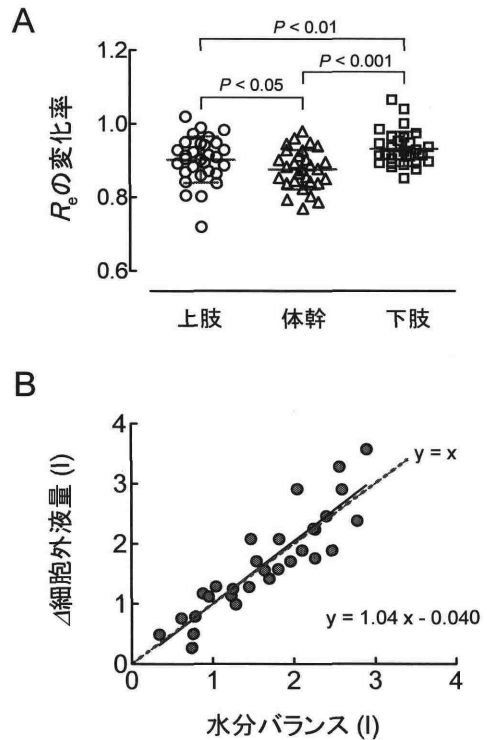 A
P < 0.01
P < 0.05
P < 0.001
Reの変化率
1.2
1.0
0.8
0.6
上肢
体幹
下肢
B
Δ細胞外液量 (l)
4
3
2
1
0
y = x
y = 1.04 x - 0.040
0
1
2
3
4
水分バランス (l)